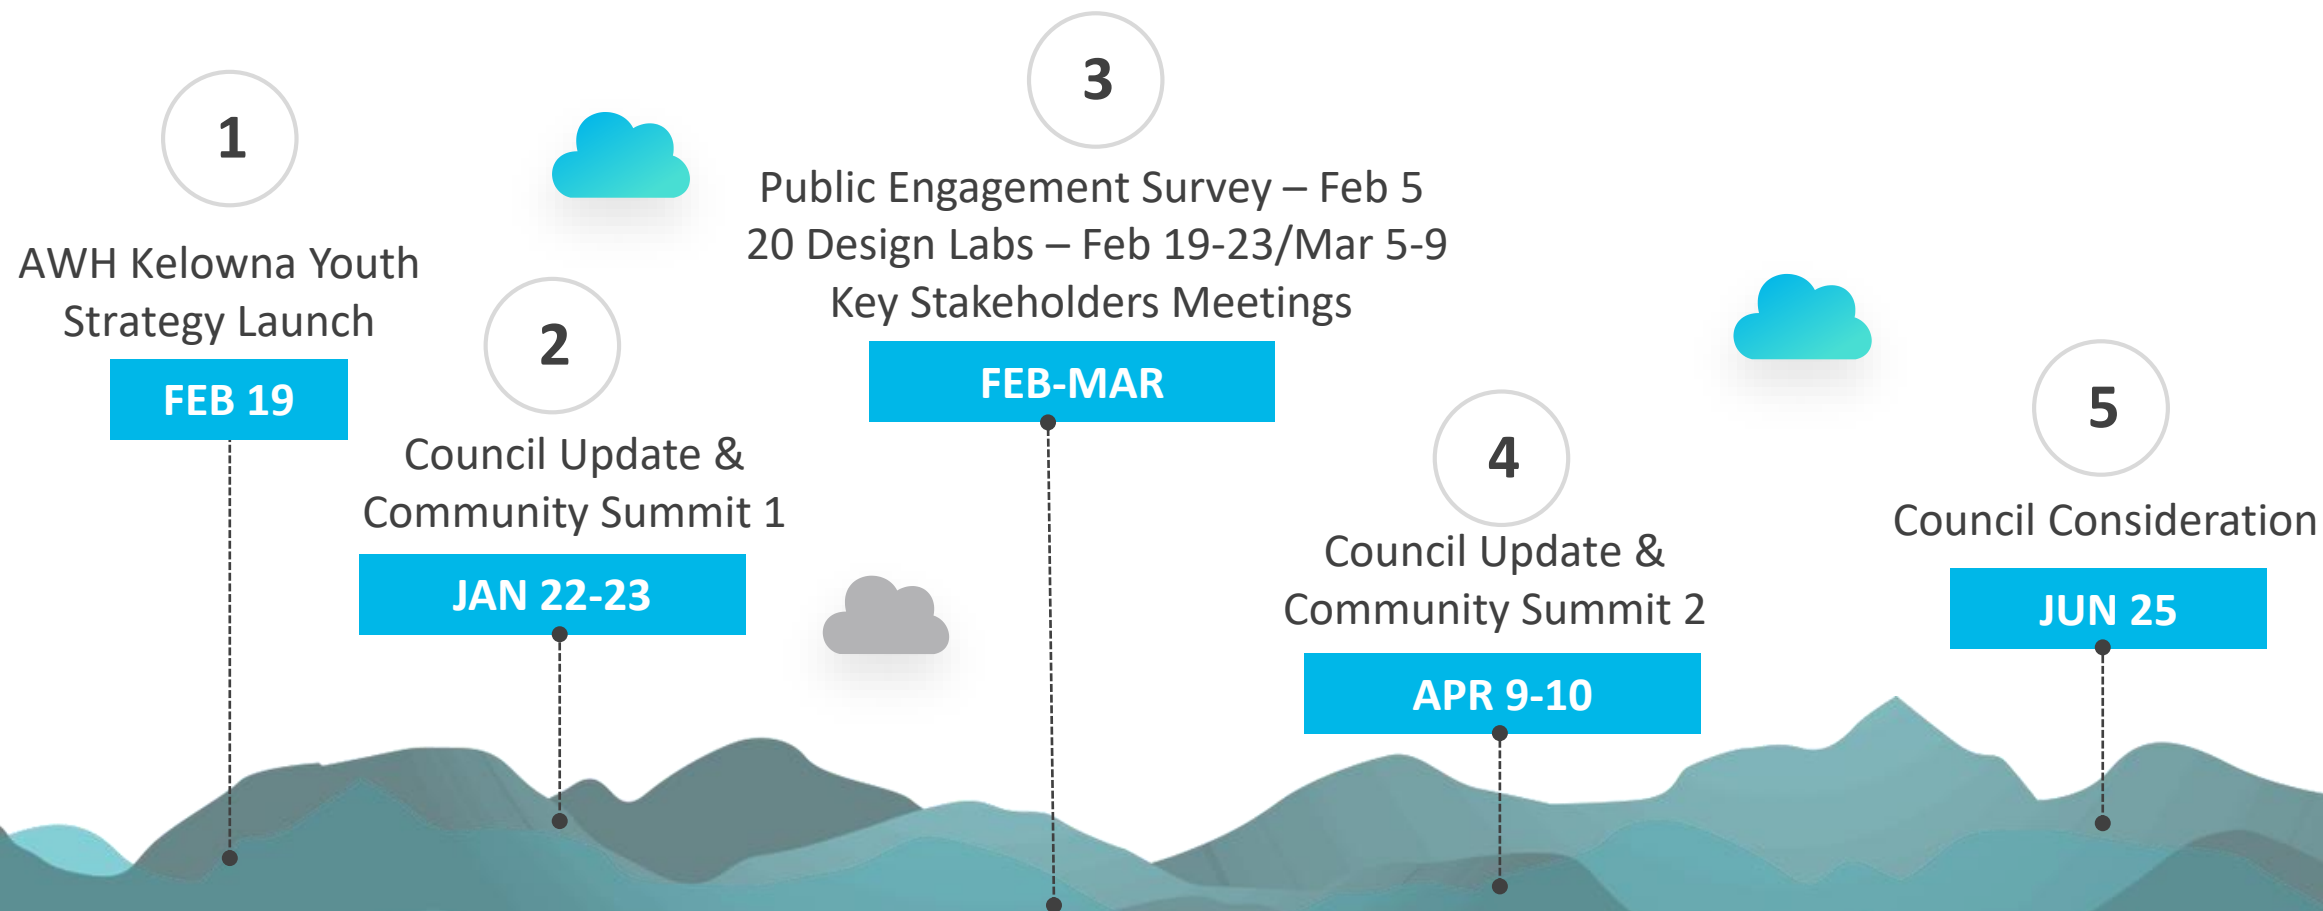 1
AWH Kelowna Youth
Strategy Launch
FEB 19
2
Council Update &
Community Summit 1
JAN 22-23
3
Public Engagement Survey – Feb 5
20 Design Labs – Feb 19-23/Mar 5-9
Key Stakeholders Meetings
FEB-MAR
4
Council Update &
Community Summit 2
APR 9-10
5
Council Consideration
JUN 25